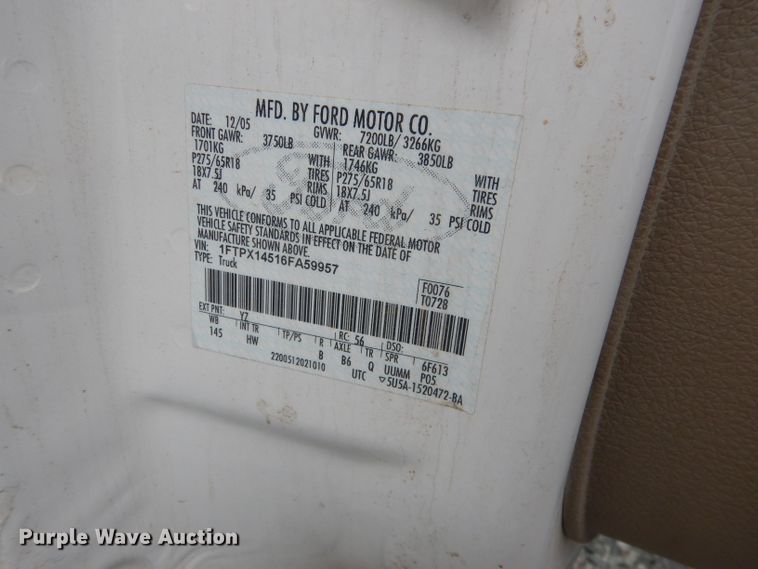 MFD. BY FORD MOTOR CO.
DATE: 12/05 GVWR: 7200LB/ 3266KG
FRONT GAWR: 3750LB REAR GAWR: 3850LB
1701KG WITH 1746KG WITH
P275/65R18 TIRES P275/65R18 TIRES
18X7.5J RIMS 18X7.5J RIMS
AT 240 kPa/ 35 PSI COLD AT 240 kPa/ 35 PSI COLD
THIS VEHICLE CONFORMS TO ALL APPLICABLE FEDERAL MOTOR
VEHICLE SAFETY STANDARDS IN EFFECT ON THE DATE OF
MANUFACTURE SHOWN ABOVE.
VIN: 1FTPX14516FA59957
TYPE: Truck
F0076
T0728
EXT PNT: YZ RC: 56 DSO:
WB INT TR TP/PS R AXLE TR SPR 6F613
145 HW B B6 Q UUMM POS
2200512021010 UTC ▽5U5A-1520472-BA
Ford
Purple Wave Auction